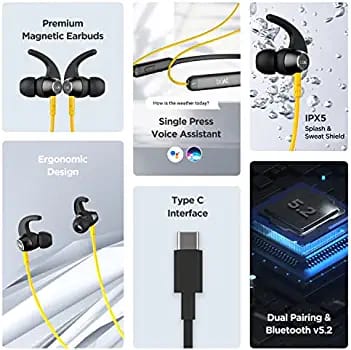 Premium
Magnetic Earbuds
boAt
How is the weather today?
Single Press
Voice Assistant
IPX5
Splash &
Sweat Shield
Ergonomic
Design
Type C
Interface
5.2
Dual Pairing &
Bluetooth v5.2